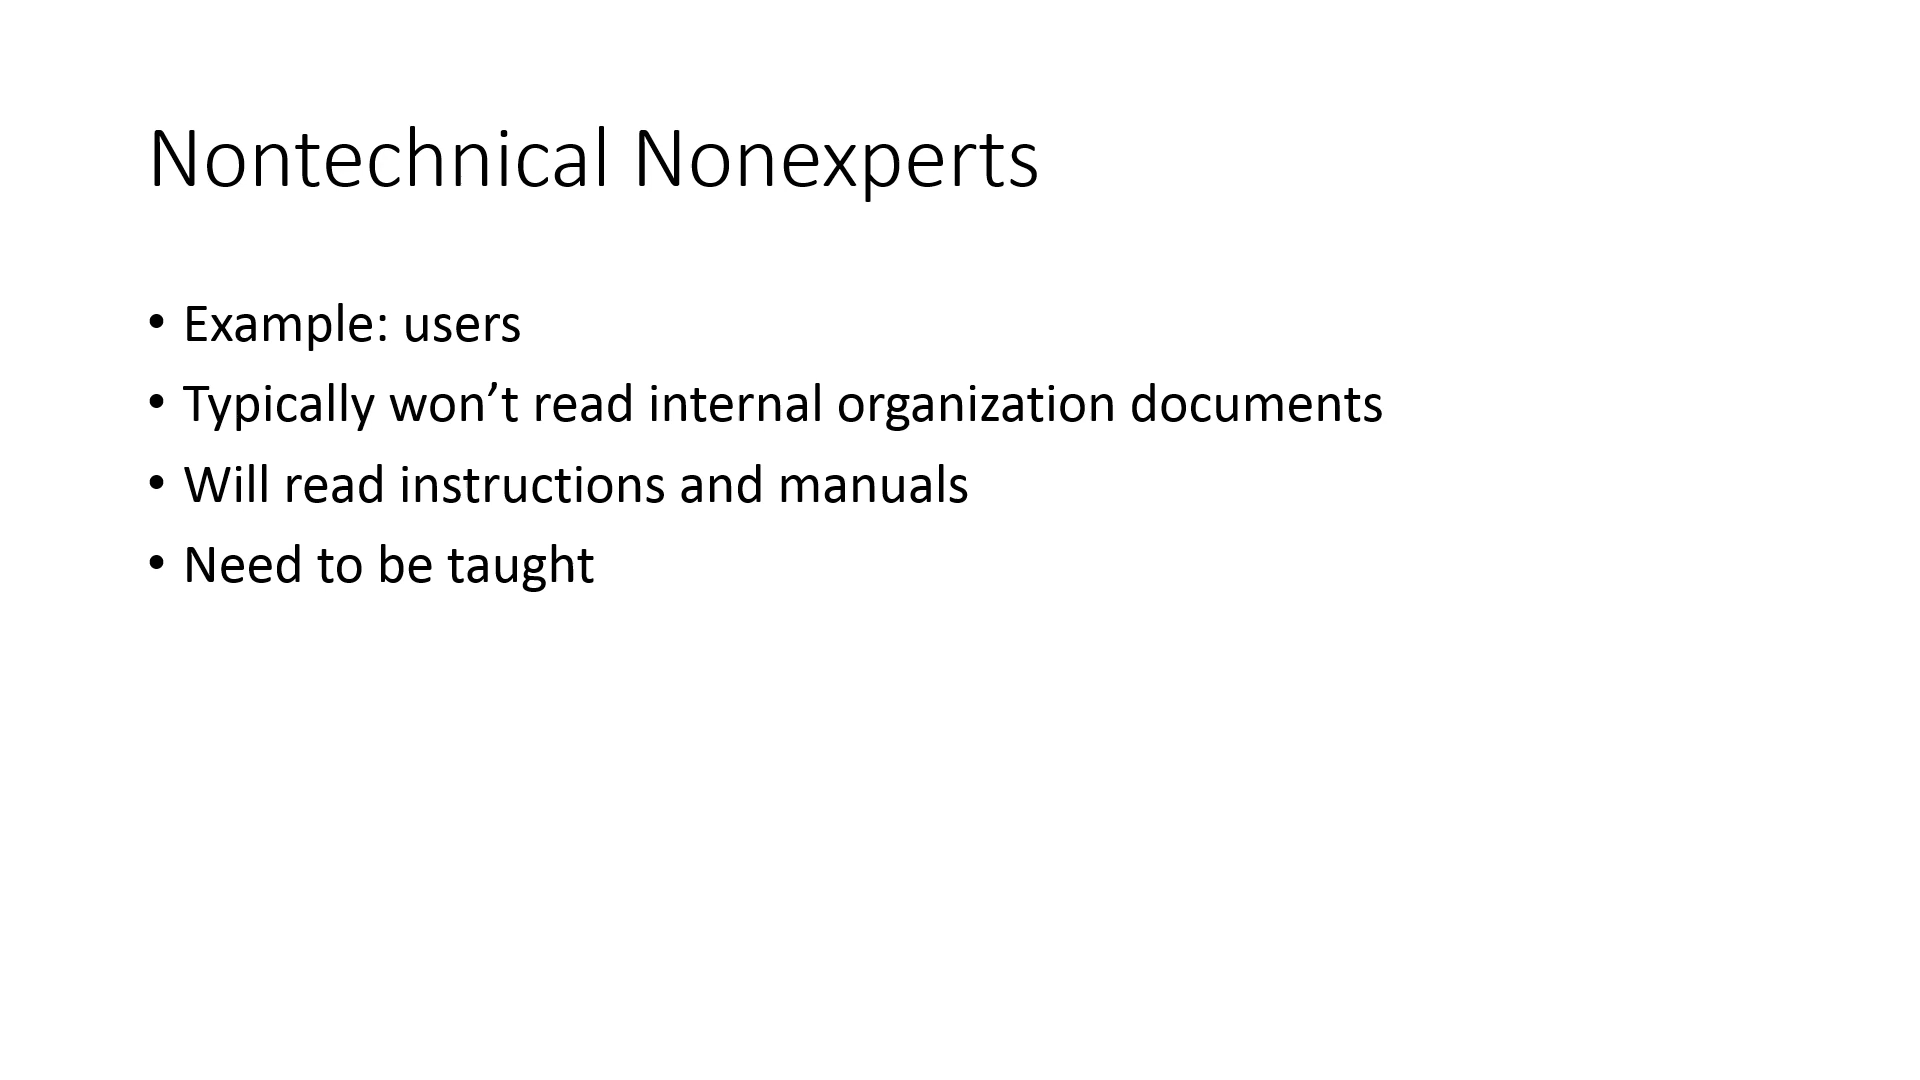 Nontechnical Nonexperts
• Example: users
• Typically won’t read internal organization documents
• Will read instructions and manuals
• Need to be taught